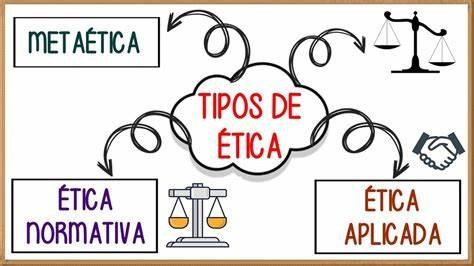 METAÉTICA
TIPOS DE
ÉTICA
ÉTICA
NORMATIVA
ÉTICA
APLICADA